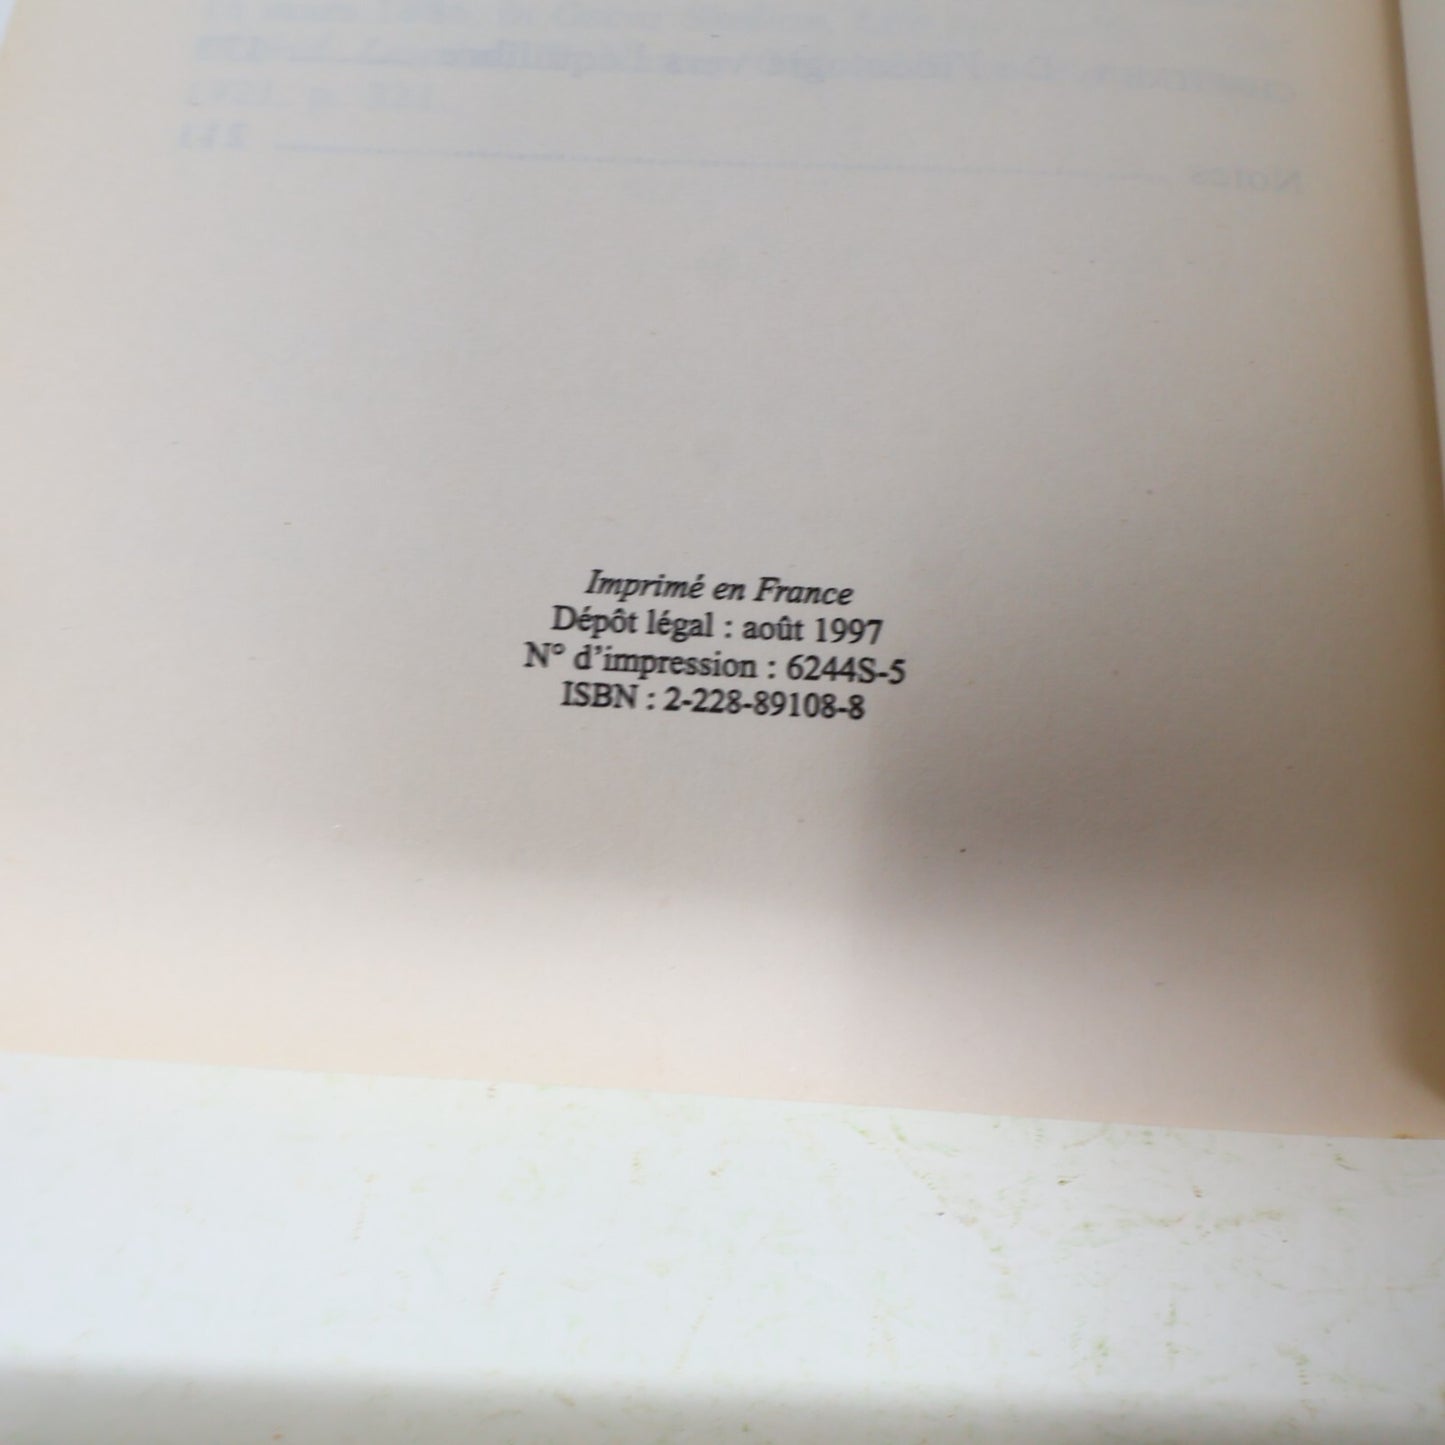 Imprimé en France
Dépôt légal : août 1997
N° d'impression : 6244S-5
ISBN : 2-228-89108-8